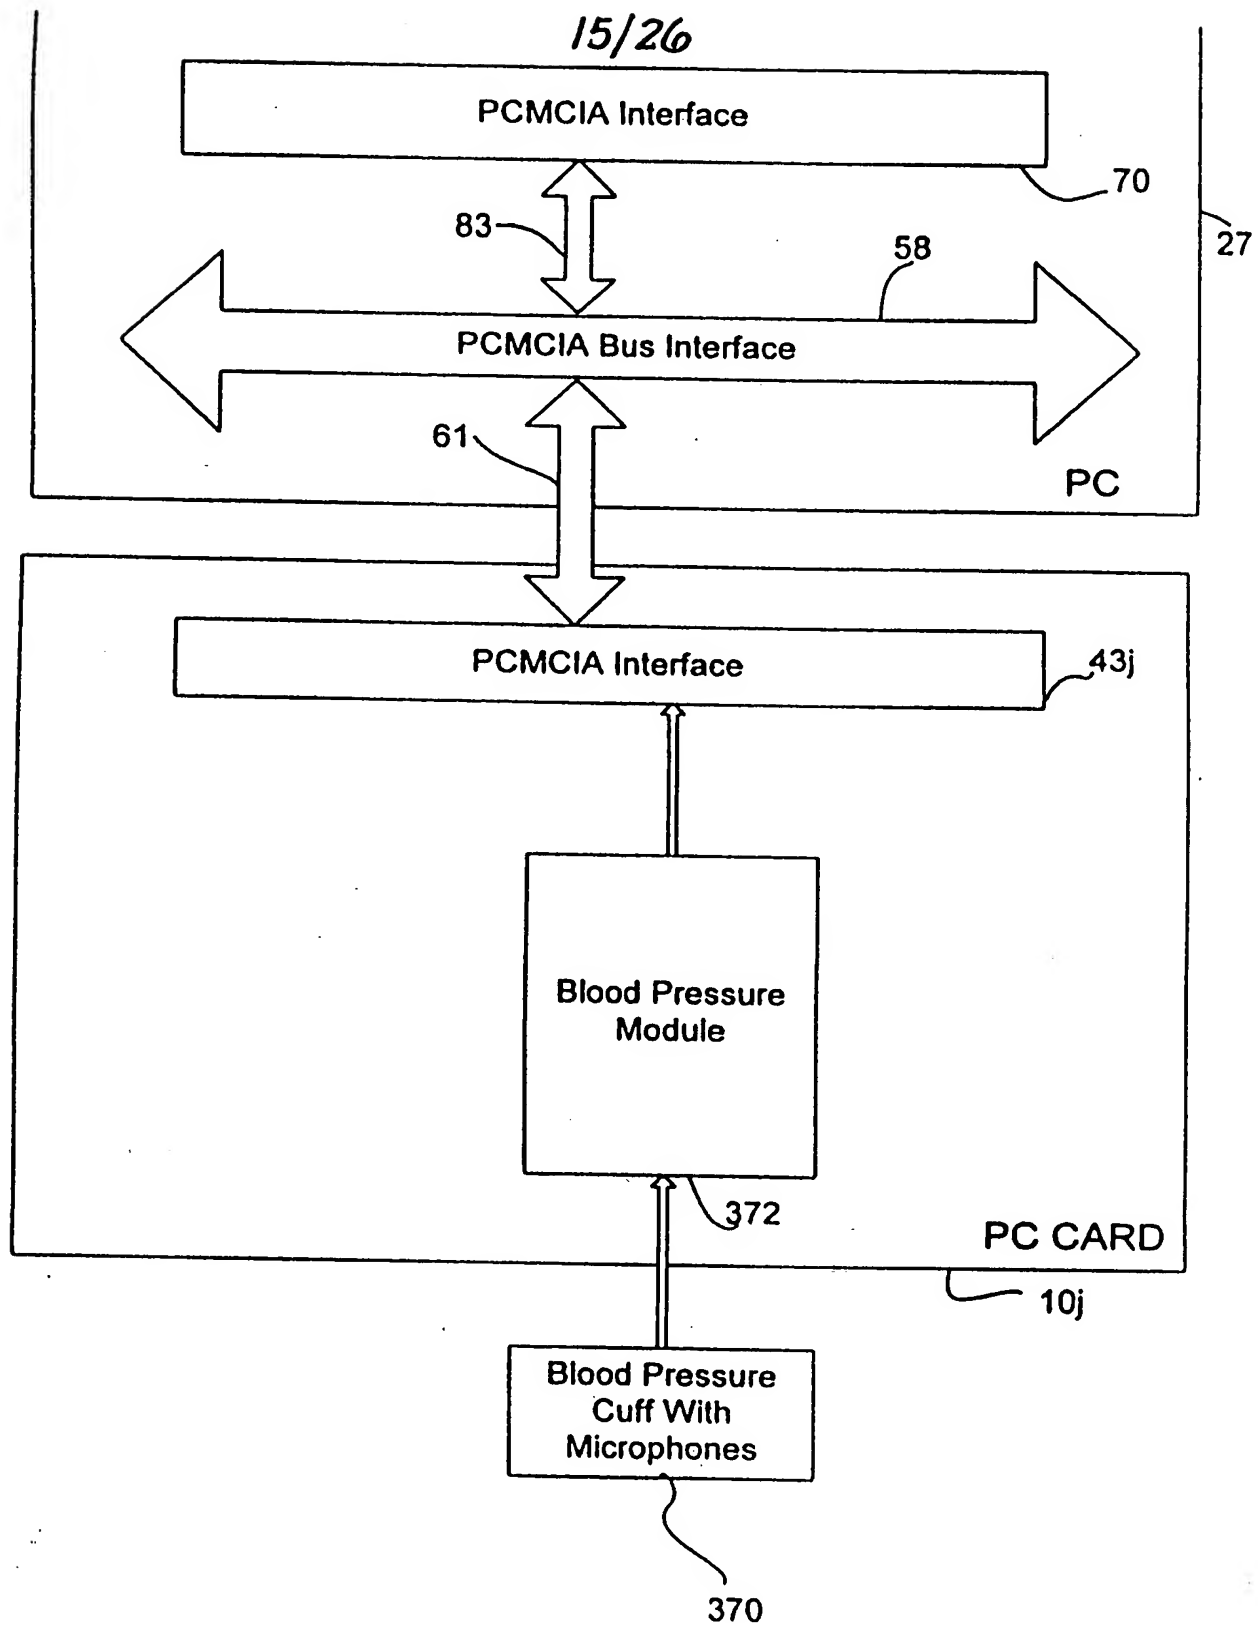 15/26
PCMCIA Interface
70
83
27
58
PCMCIA Bus Interface
61
PC
PCMCIA Interface
43j
Blood Pressure
Module
372
PC CARD
10j
Blood Pressure
Cuff With
Microphones
370